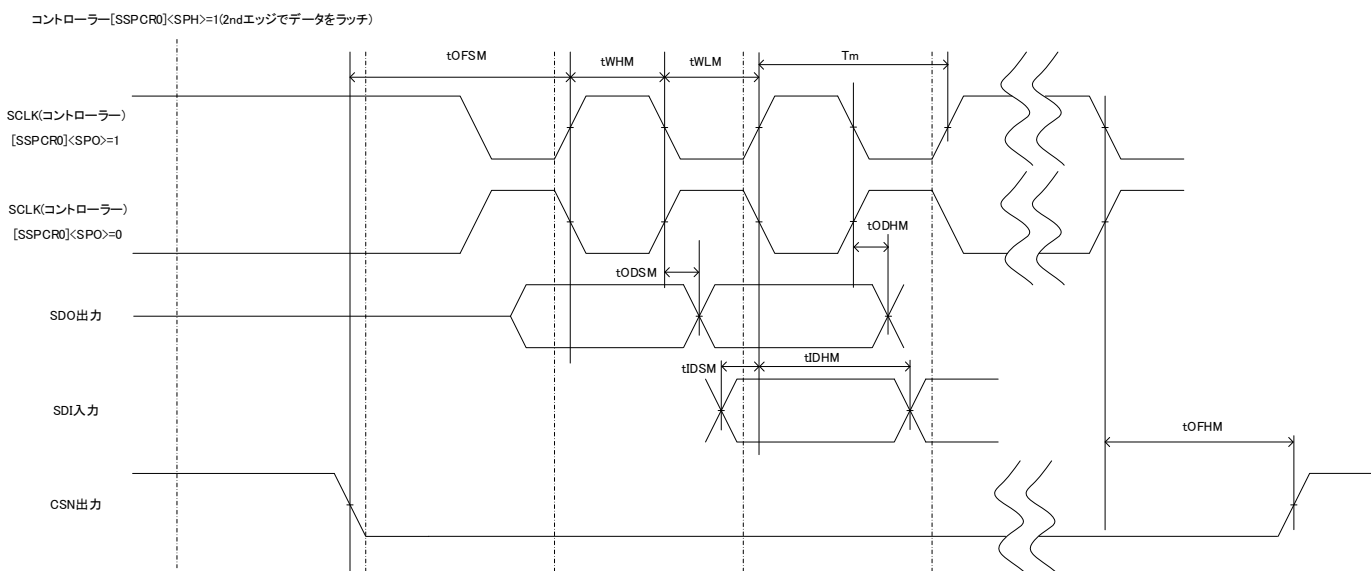 コントローラー[SSPCR0]<SPH>=1(2ndエッジでデータをラッチ)
tOFSM
tWHM
tWLM
Tm
SCLK(コントローラー)
[SSPCR0]<SPO>=1
SCLK(コントローラー)
[SSPCR0]<SPO>=0
tODHM
tODSM
SDO出力
tIDSM
tIDHM
SDI入力
tOFHM
CSN出力